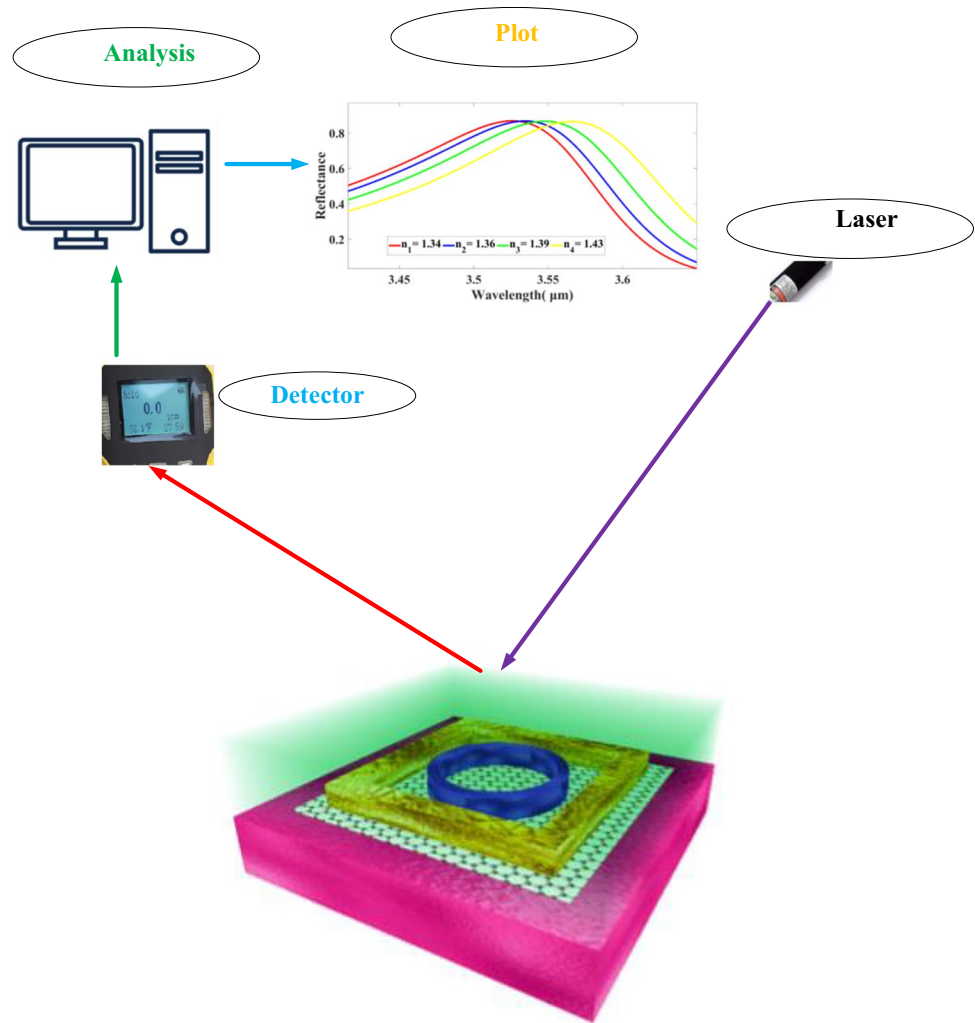 Plot
Analysis
0.8
0.6
0.4
0.2
Reflectance
n1= 1.34 n2= 1.36 n3= 1.39 n4= 1.43
3.45 3.5 3.55 3.6
Wavelength( μm)
Laser
Detector
0.0